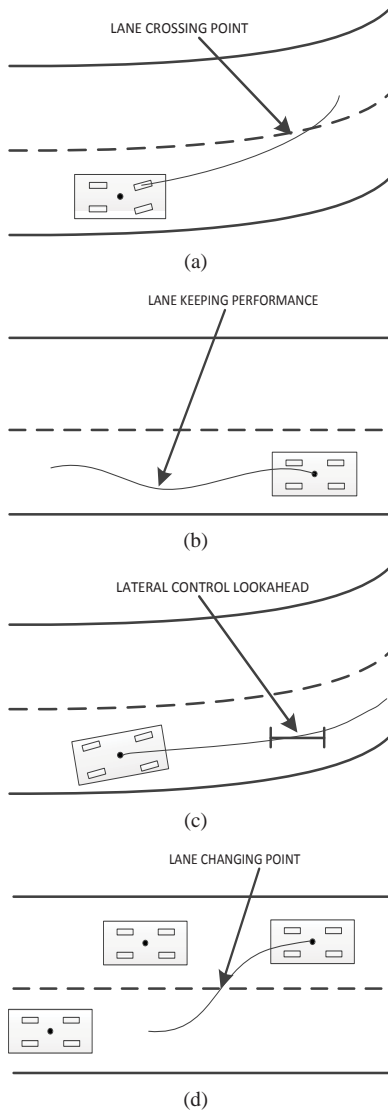 LANE CROSSING POINT
(a)
LANE KEEPING PERFORMANCE
(b)
LATERAL CONTROL LOOKAHEAD
(c)
LANE CHANGING POINT
(d)